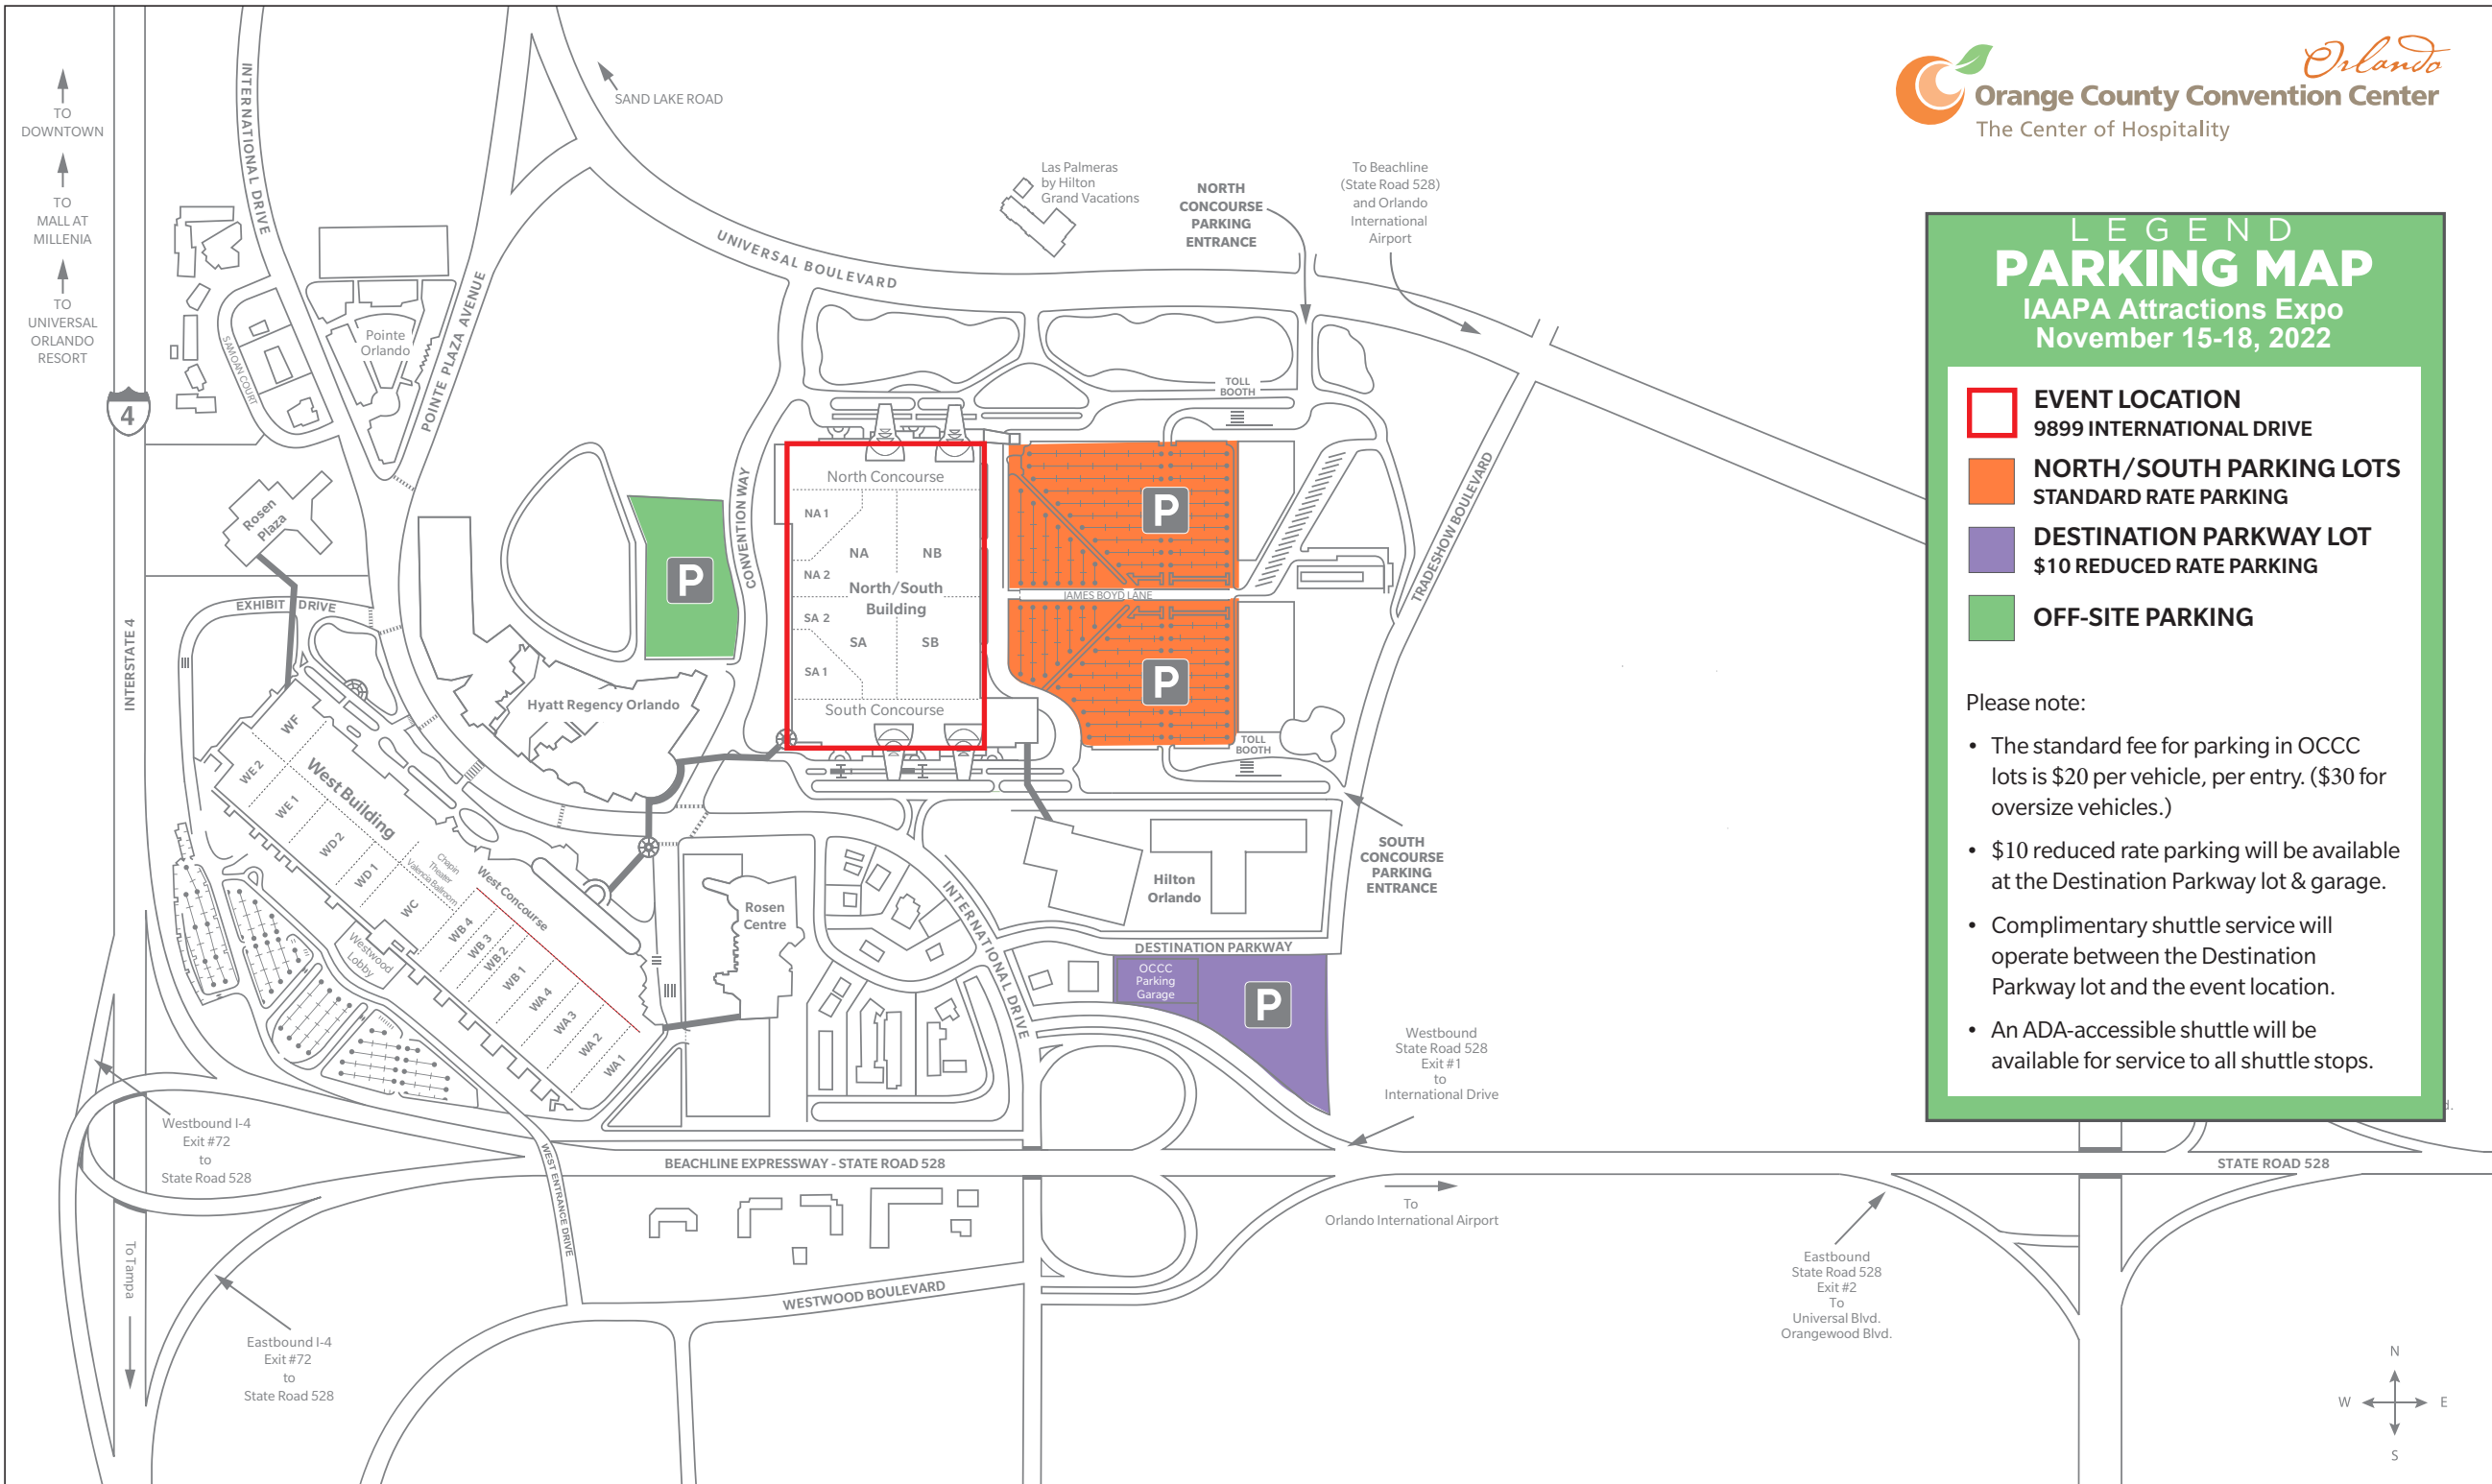 Orlando
Orange County Convention Center
The Center of Hospitality
LEGEND
PARKING MAP
IAAPA Attractions Expo
November 15-18, 2022
EVENT LOCATION
9899 INTERNATIONAL DRIVE
NORTH/SOUTH PARKING LOTS
STANDARD RATE PARKING
DESTINATION PARKWAY LOT
$10 REDUCED RATE PARKING
OFF-SITE PARKING
Please note:
• The standard fee for parking in OCCC
lots is $20 per vehicle, per entry. ($30 for
oversize vehicles.)
• $10 reduced rate parking will be available
at the Destination Parkway lot & garage.
• Complimentary shuttle service will
operate between the Destination
Parkway lot and the event location.
• An ADA-accessible shuttle will be
available for service to all shuttle stops.
TO
DOWNTOWN
TO
MALL AT
MILLENIA
TO
UNIVERSAL
ORLANDO
RESORT
4
INTERSTATE 4
INTERNATIONAL DRIVE
SAND LAKE ROAD
UNIVERSAL BOULEVARD
Las Palmeras
by Hilton
Grand Vacations
NORTH
CONCOURSE
PARKING
ENTRANCE
To Beachline
(State Road 528)
and Orlando
International
Airport
SAMOAN COURT
Pointe
Orlando
POINTE PLAZA AVENUE
TOLL
BOOTH
Rosen
Plaza
EXHIBIT DRIVE
P
CONVENTION WAY
North Concourse
NA 1
NA
NB
NA 2
North/South
Building
SA 2
SA
SB
SA 1
South Concourse
P
JAMES BOYD LANE
P
TRADESHOW BOULEVARD
TOLL
BOOTH
Hyatt Regency Orlando
SOUTH
CONCOURSE
PARKING
ENTRANCE
WF
WE 2
WE 1
West Building
WD 2
WD 1
WC
Chapin
Theater
Valencia Ballroom
West Concourse
WB 4
WB 3
WB 2
WB 1
WA 4
WA 3
WA 2
WA 1
Westwood
Lobby
Rosen
Centre
INTERNATIONAL DRIVE
Hilton
Orlando
DESTINATION PARKWAY
OCCC
Parking
Garage
P
Westbound
State Road 528
Exit #1
to
International Drive
Westbound I-4
Exit #72
to
State Road 528
BEACHLINE EXPRESSWAY - STATE ROAD 528
STATE ROAD 528
d.
WEST ENTRANCE DRIVE
To
Orlando International Airport
To Tampa
WESTWOOD BOULEVARD
Eastbound
State Road 528
Exit #2
To
Universal Blvd.
Orangewood Blvd.
Eastbound I-4
Exit #72
to
State Road 528
N
W E
S